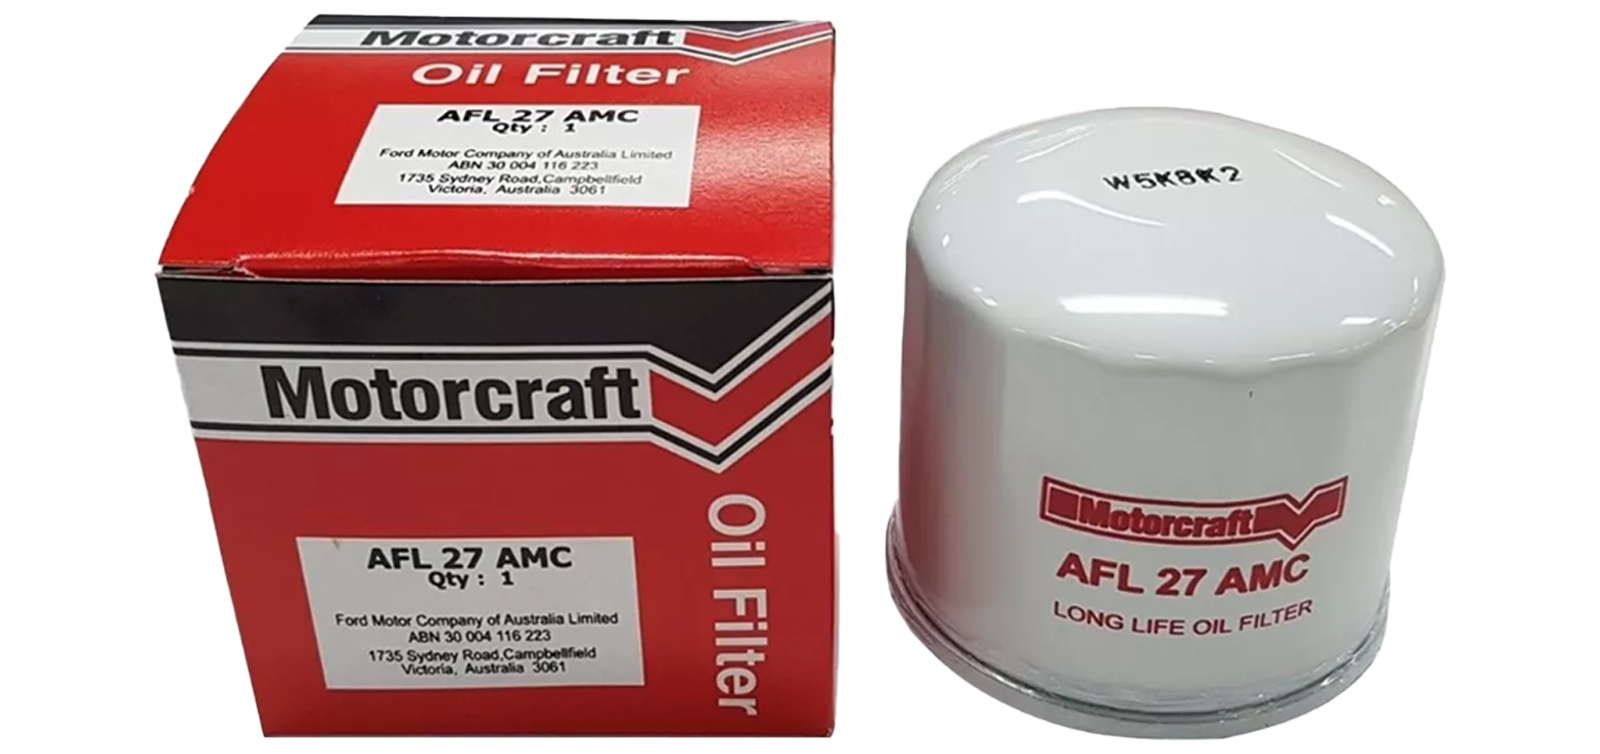 Motorcraft
Oil Filter
AFL 27 AMC
Qty : 1
Ford Motor Company of Australia Limited
ABN 30 004 116 223
1735 Sydney Road,Campbellfield
Victoria, Australia 3061
Motorcraft
Oil Filter
AFL 27 AMC
Qty : 1
Ford Motor Company of Australia Limited
ABN 30 004 116 223
1735 Sydney Road,Campbellfield
Victoria, Australia 3061
W5K8K2
Motorcraft
AFL 27 AMC
LONG LIFE OIL FILTER